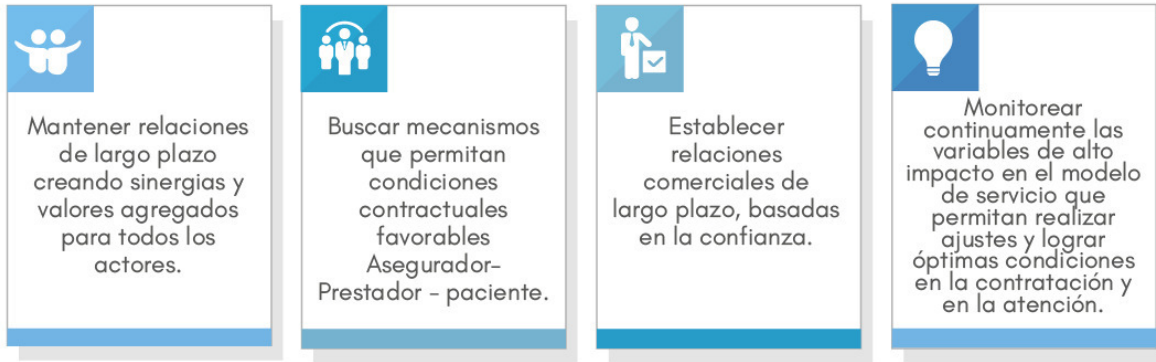 Mantener relaciones
de largo plazo
creando sinergias y
valores agregados
para todos los
actores.
Buscar mecanismos
que permitan
condiciones
contractuales
favorables
Asegurador-
Prestador - paciente.
Establecer
relaciones
comerciales de
largo plazo, basadas
en la confianza.
Monitorear
continuamente las
variables de alto
impacto en el modelo
de servicio que
permitan realizar
ajustes y lograr
óptimas condiciones
en la contratación y
en la atención.